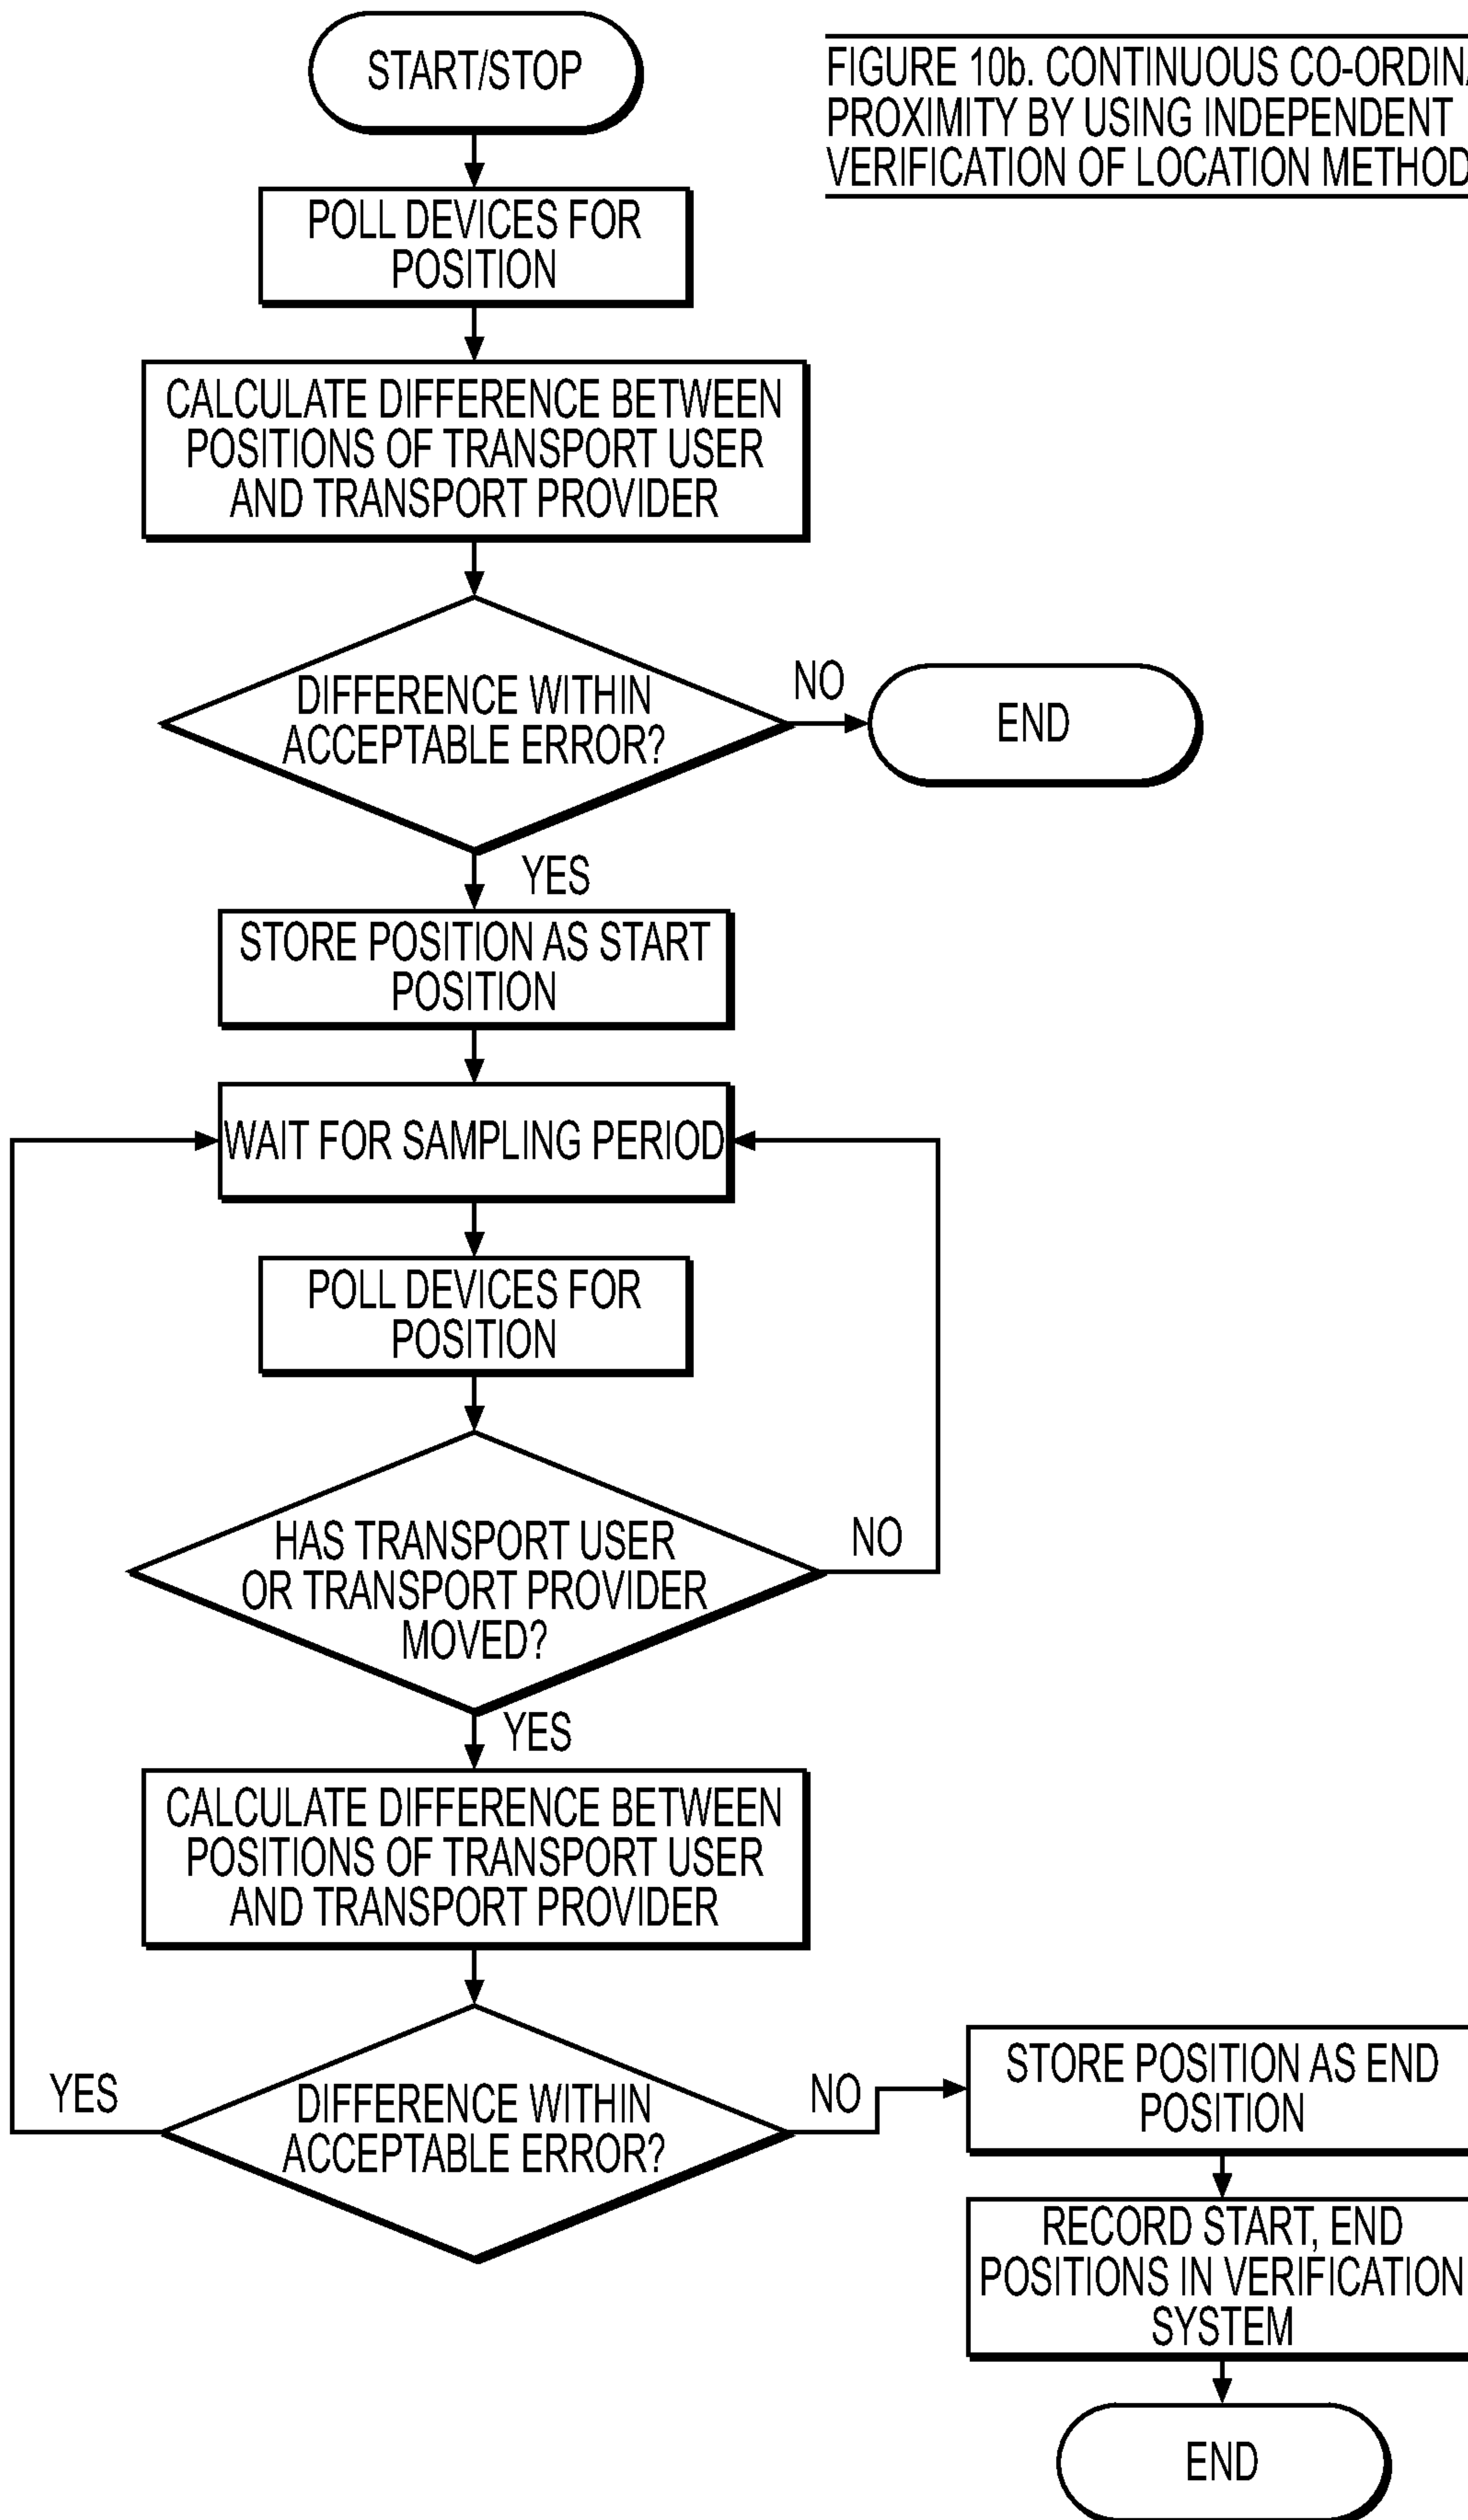 START/STOP
FIGURE 10b. CONTINUOUS
PROXIMITY BY USING INDEPENDENT
VERIFICATION OF LOCATION
POLL DEVICES FOR
POSITION
CALCULATE DIFFERENCE BETWEEN
POSITIONS OF TRANSPORT USER
AND TRANSPORT PROVIDER
DIFFERENCE WITHIN
ACCEPTABLE ERROR?
NO
END
YES
STORE POSITION AS START
POSITION
WAIT FOR SAMPLING PERIOD
POLL DEVICES FOR
POSITION
HAS TRANSPORT USER
OR TRANSPORT PROVIDER
MOVED?
NO
YES
CALCULATE DIFFERENCE BETWEEN
POSITIONS OF TRANSPORT USER
AND TRANSPORT PROVIDER
DIFFERENCE WITHIN
ACCEPTABLE ERROR?
YES
NO
STORE POSITION AS END
POSITION
RECORD START, END
POSITIONS IN VERIFICATION
SYSTEM
END